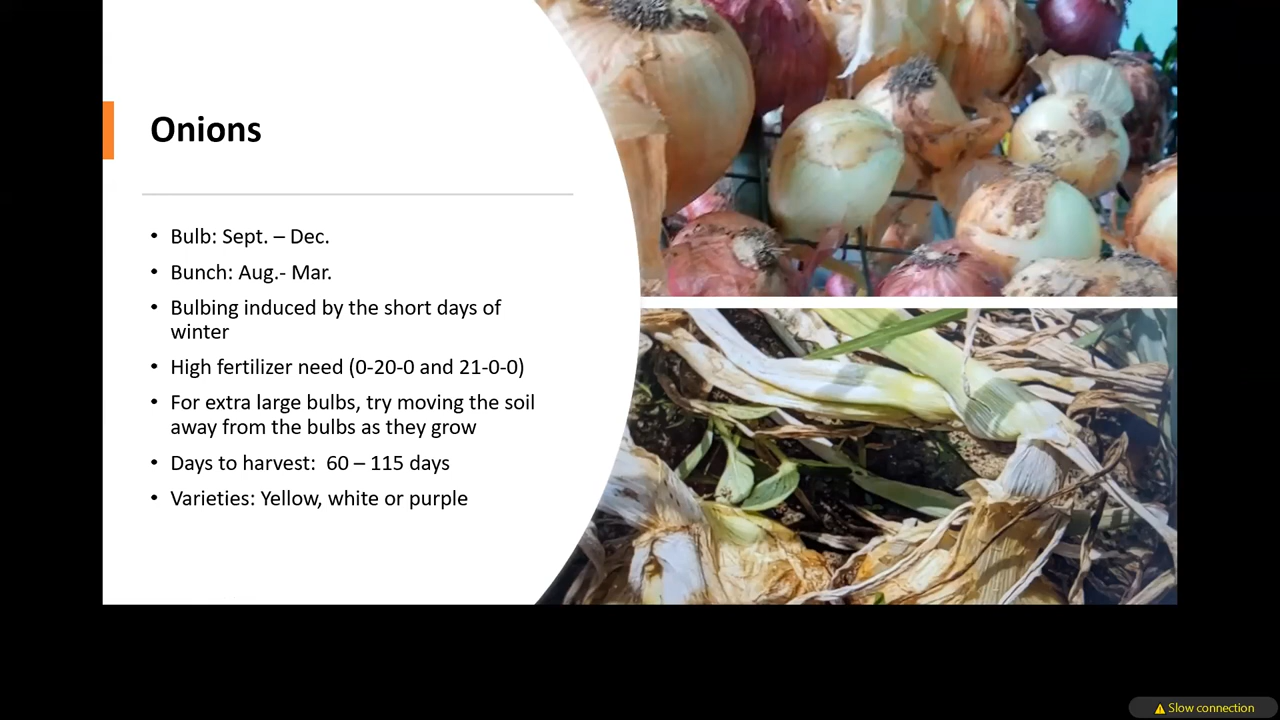 Onions
• Bulb: Sept. – Dec.
• Bunch: Aug.- Mar.
• Bulbing induced by the short days of
winter
• High fertilizer need (0-20-0 and 21-0-0)
• For extra large bulbs, try moving the soil
away from the bulbs as they grow
• Days to harvest:  60 – 115 days
• Varieties: Yellow, white or purple
Slow connection